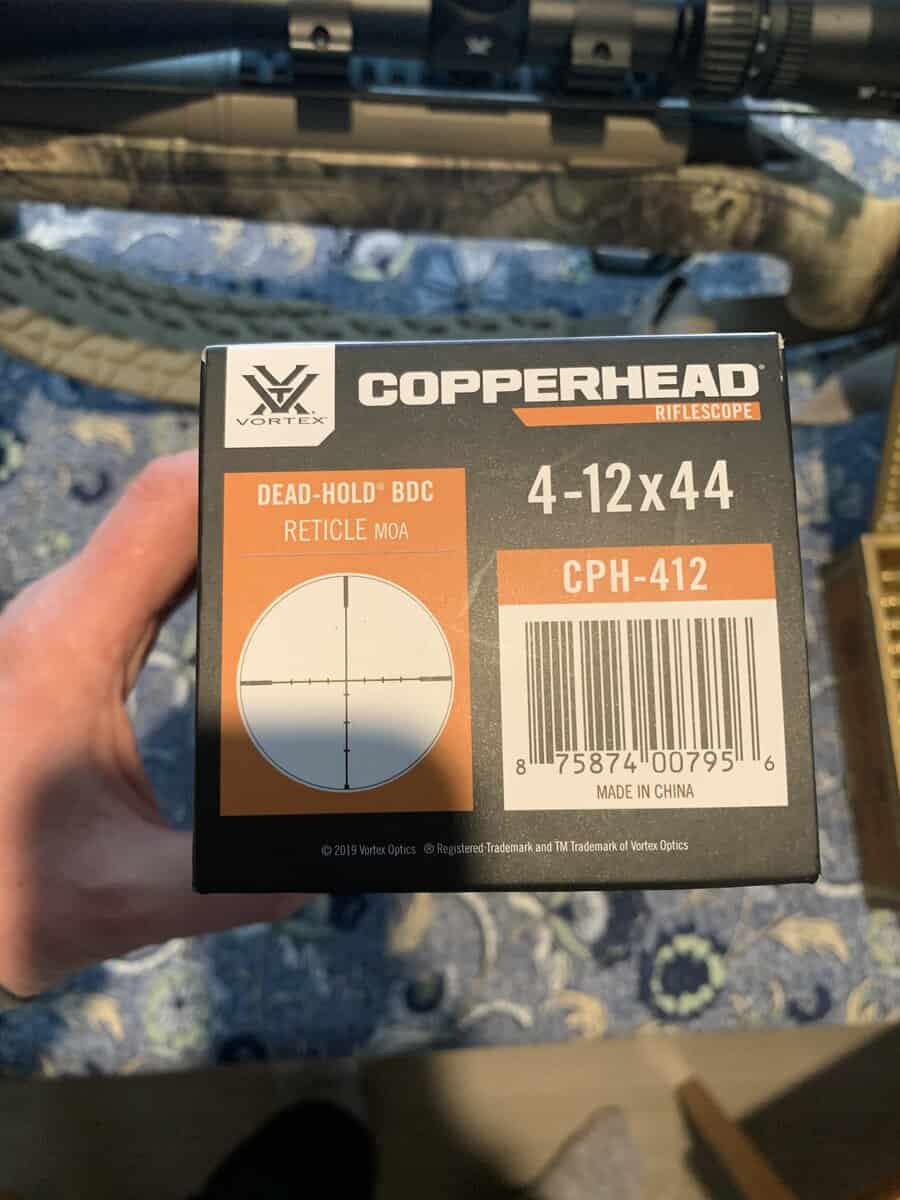 VORTEX
COPPERHEAD®
RIFLESCOPE
DEAD-HOLD® BDC
RETICLE MOA
4-12x44
CPH-412
8 75874 00795 6
MADE IN CHINA
© 2019 Vortex Optics ® Registered Trademark and TM Trademark of Vortex Optics